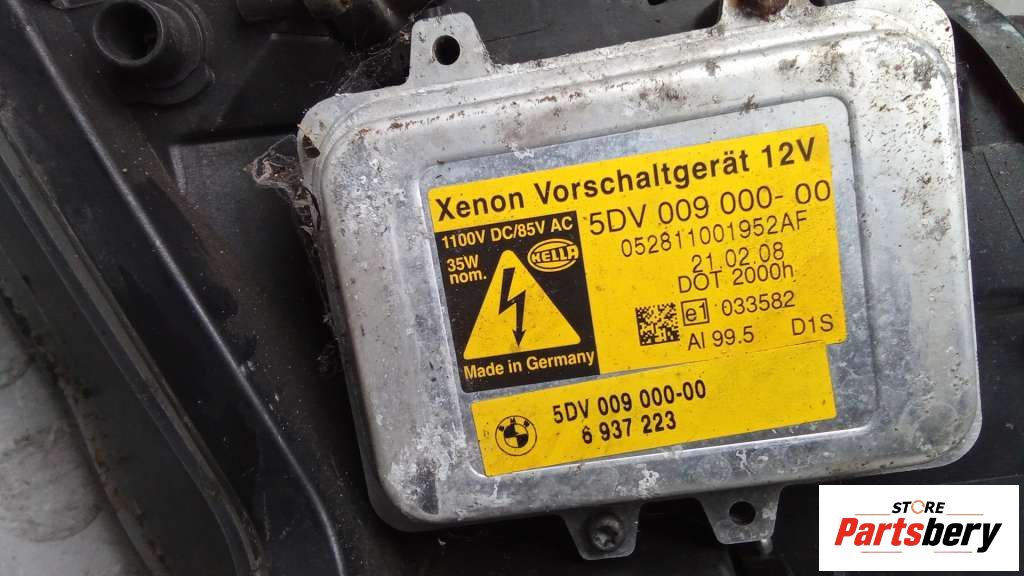 Xenon Vorschaltgerät 12V
1100V DC/85V AC
35W
nom.
HELLA
Made in Germany
5DV 009 000- 00
052811001952AF
21.02.08
DOT 2000h
e1 033582
Al 99.5 D1S
5DV 009 000-00
6 937 223
STORE
Partsbery